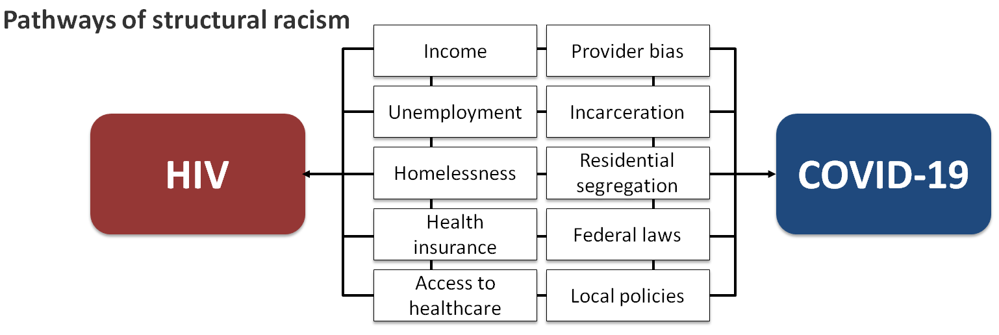 Pathways of structural racism
Income
Provider bias
Unemployment
Incarceration
HIV
Homelessness
Residential
segregation
COVID-19
Health
insurance
Federal laws
Access to
healthcare
Local policies